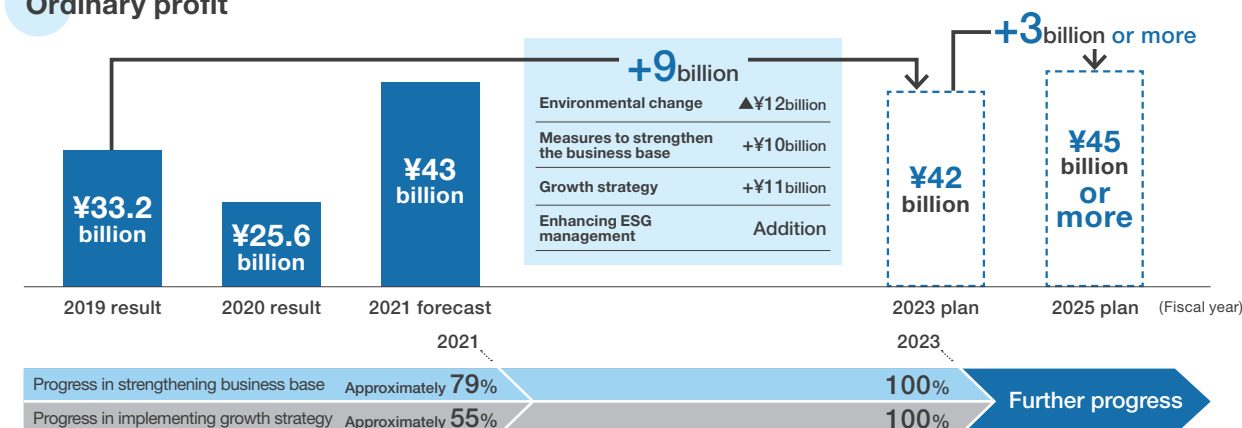 Ordinary profit
+3billion or more
+9billion
Environmental change ▲¥12billion
Measures to strengthen
the business base +¥10billion
Growth strategy +¥11billion
Enhancing ESG
management Addition
¥33.2
billion
¥25.6
billion
¥43
billion
¥42
billion
¥45
billion
or
more
2019 result 2020 result 2021 forecast 2023 plan 2025 plan (Fiscal year)
2021 2023
Progress in strengthening business base Approximately 79% 100%
Progress in implementing growth strategy Approximately 55% 100%
Further progress